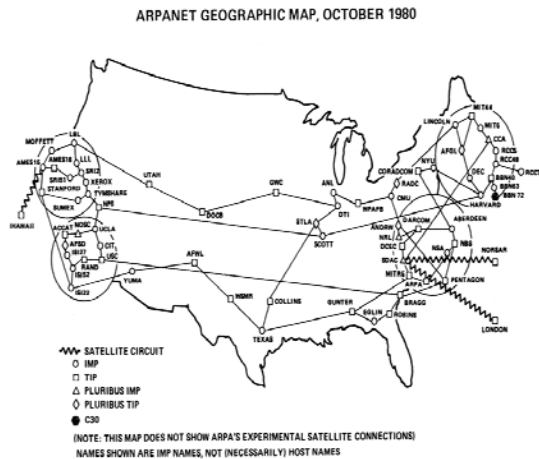 ARPANET GEOGRAPHIC MAP, OCTOBER 1980
MIT44
LINCOLN
MIT6
CCA
RCC5
AFGL
RCC49
RCC71
LBL
MOFFETT
AMES15
AMES16
LLL
SRI2
SRI51
XEROX
STANFORD
TYMSHARE
SUMEX
NPS
HAWAII
UTAH
DOCB
GWC
ANL
DTI
WPAFB
CORADCOM
NYU
RADC
CMU
DEC
BBN40
BBN63
BBN 72
HARVARD
STLA
SCOTT
ANDRW
DARCOM
ABERDEEN
NRL
DCEC
NSA
NBS
NORSAR
SDAC
MITRE
ARPA
PENTAGON
BRAGG
LONDON
ACCAT
NOSC
UCLA
AFSD
CIT
ISI27
RAND
USC
ISI52
ISI22
YUMA
AFWL
WSMR
COLLINE
TEXAS
GUNTER
EGLIN
ROBINS
SATELLITE CIRCUIT
IMP
TIP
PLURIBUS IMP
PLURIBUS TIP
C30
(NOTE: THIS MAP DOES NOT SHOW ARPA'S EXPERIMENTAL SATELLITE CONNECTIONS)
NAMES SHOWN ARE IMP NAMES, NOT (NECESSARILY) HOST NAMES